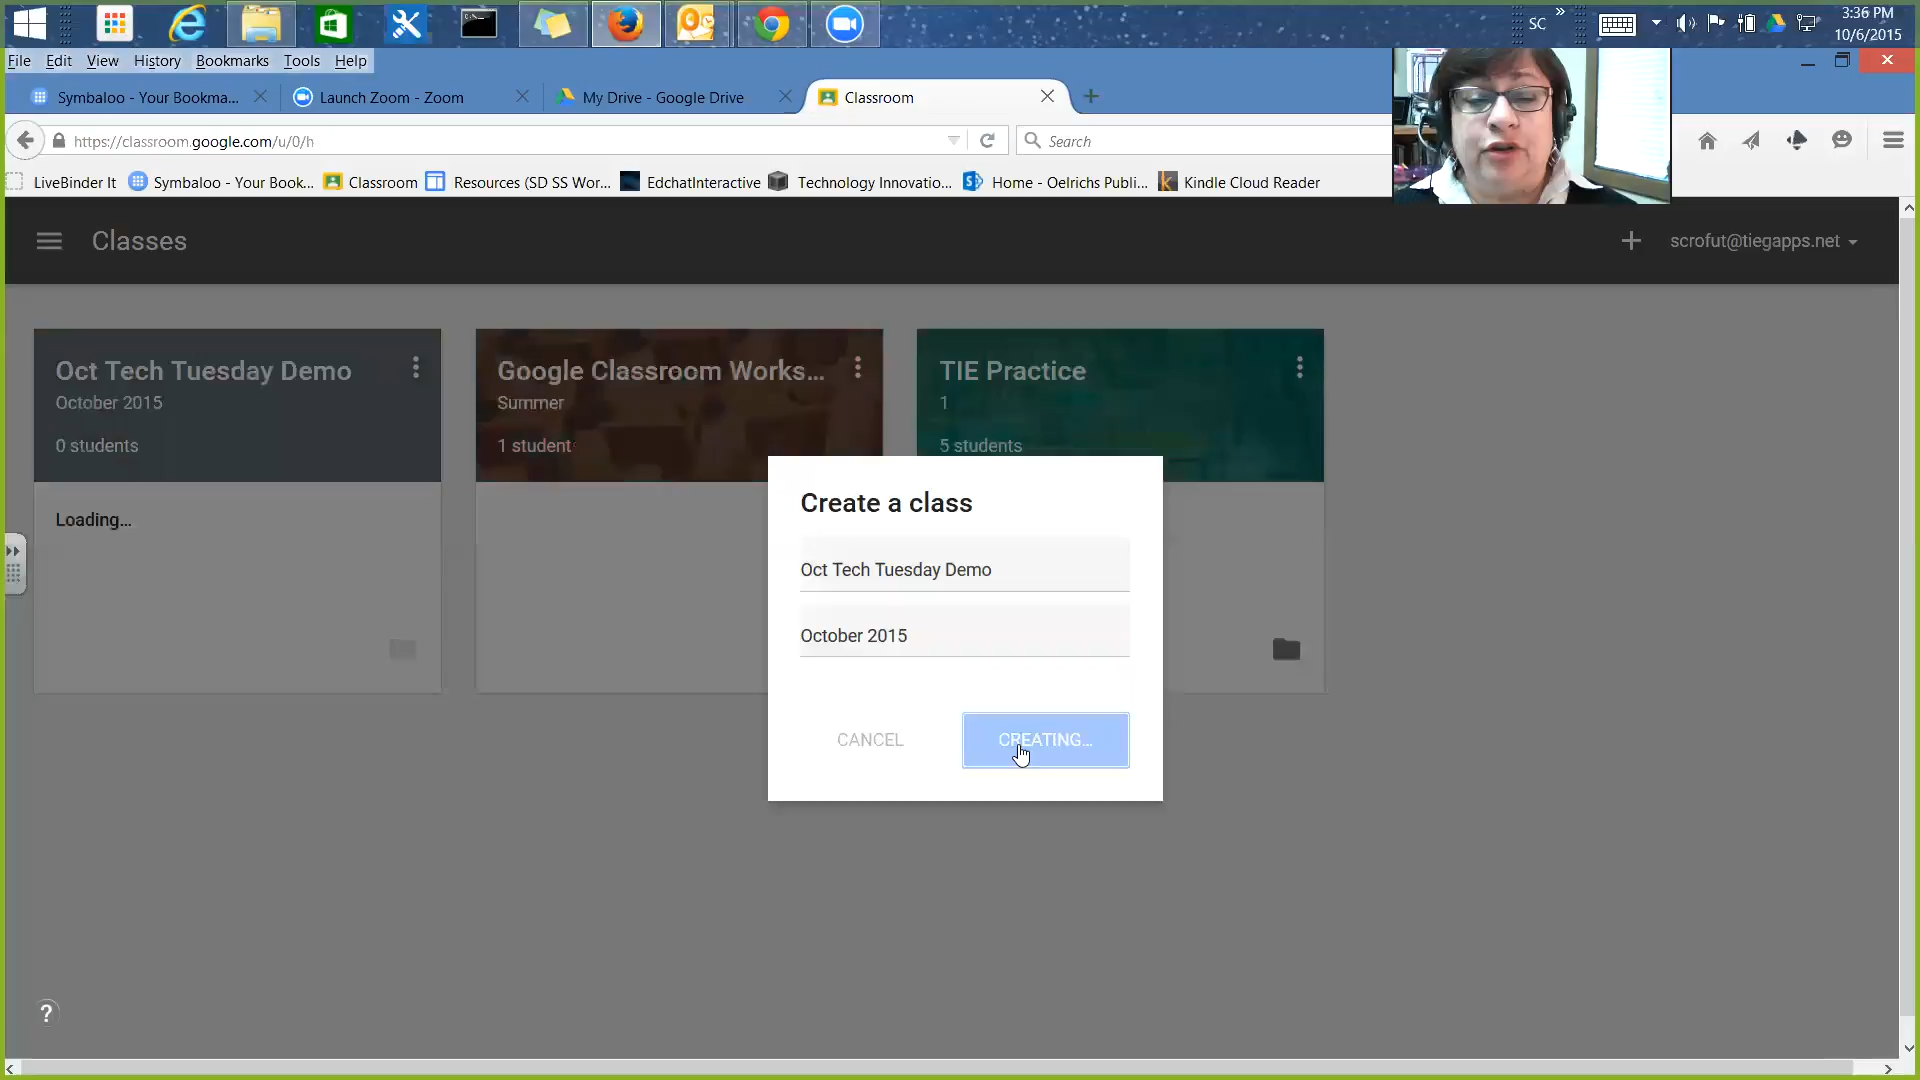 SC
»
3:36 PM
10/6/2015
File Edit View History Bookmarks Tools Help
Symbaloo - Your Bookma...
Launch Zoom - Zoom
My Drive - Google Drive
Classroom
https://classroom.google.com/u/0/h
Search
LiveBinder It
Symbaloo - Your Book...
Classroom
Resources (SD SS Wor...
EdchatInteractive
Technology Innovatio...
Home - Oelrichs Publi...
Kindle Cloud Reader
Classes
scrofut@tiegapps.net
Oct Tech Tuesday Demo
October 2015
0 students
Loading...
Google Classroom Works...
Summer
1 student
TIE Practice
1
5 students
Create a class
Oct Tech Tuesday Demo
October 2015
CANCEL
CREATING...
?